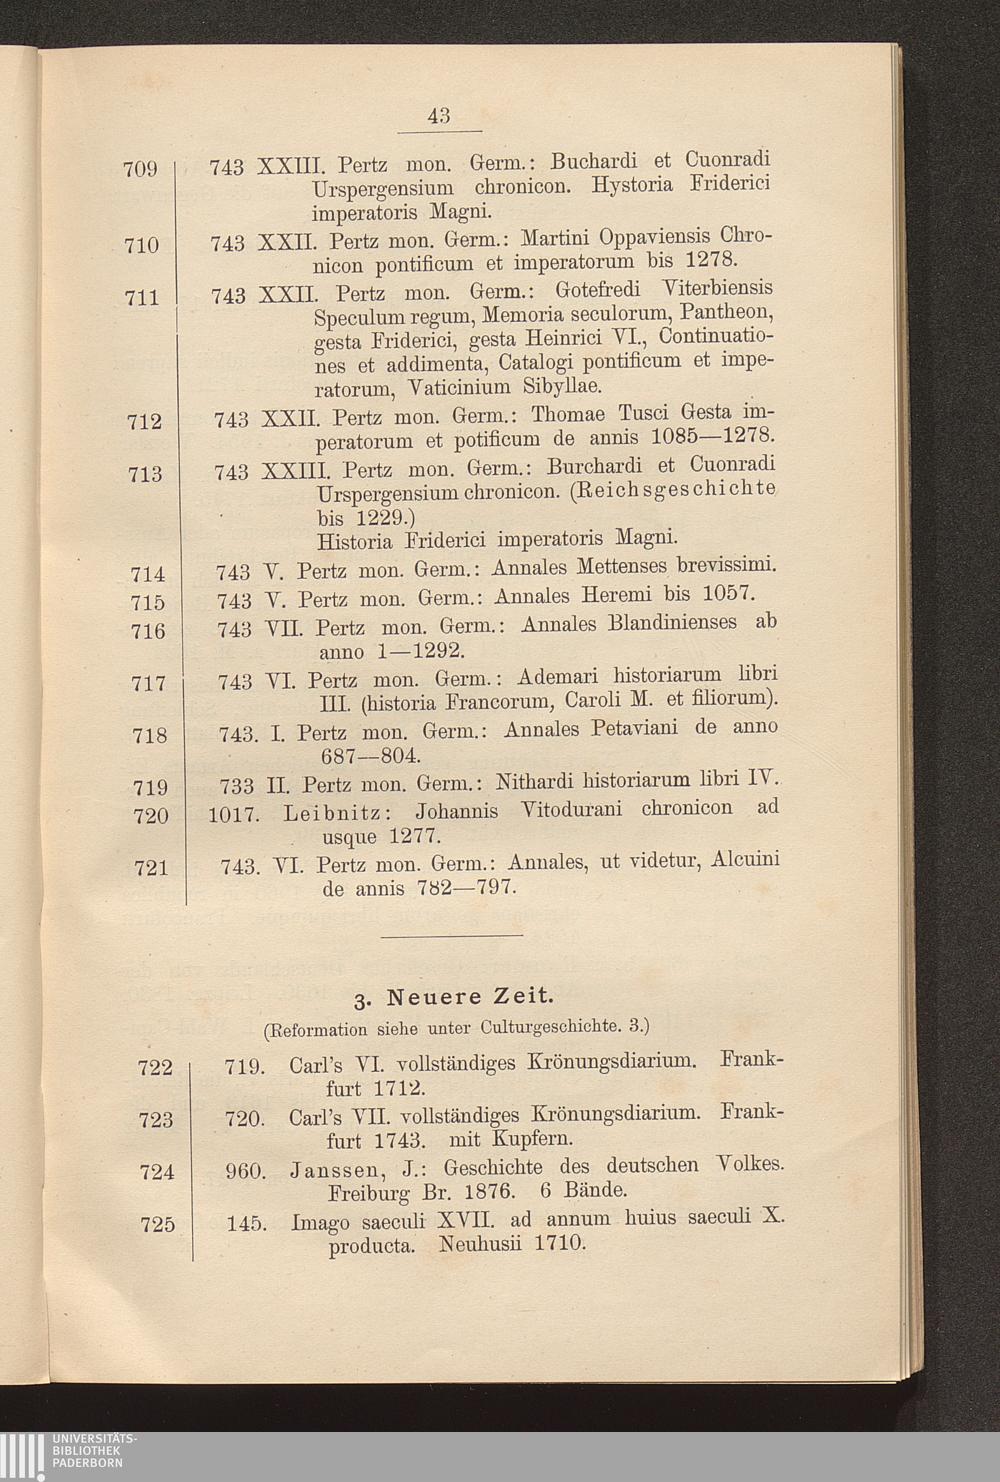 43
709 743 XXIII. Pertz mon. Germ.: Buchardi et Cuonradi
Urspergensium chronicon. Hystoria Friderici
imperatoris Magni.
710 743 XXII. Pertz mon. Germ.: Martini Oppaviensis Chro-
nicon pontificum et imperatorum bis 1278.
711 743 XXII. Pertz mon. Germ.: Gotefredi Viterbiensis
Speculum regum, Memoria seculorum, Pantheon,
gesta Friderici, gesta Heinrici VI., Continuatio-
nes et addimenta, Catalogi pontificum et impe-
ratorum, Vaticinium Sibyllae.
712 743 XXII. Pertz mon. Germ.: Thomae Tusci Gesta im-
peratorum et potificum de annis 1085—1278.
713 743 XXIII. Pertz mon. Germ.: Burchardi et Cuonradi
Urspergensium chronicon. (Reichsgeschichte
bis 1229.)
Historia Friderici imperatoris Magni.
714 743 V. Pertz mon. Germ.: Annales Mettenses brevissimi.
715 743 V. Pertz mon. Germ.: Annales Heremi bis 1057.
716 743 VII. Pertz mon. Germ.: Annales Blandinienses ab
anno 1—1292.
717 743 VI. Pertz mon. Germ.: Ademari historiarum libri
III. (historia Francorum, Caroli M. et filiorum).
718 743. I. Pertz mon. Germ.: Annales Petaviani de anno
687—804.
719 733 II. Pertz mon. Germ.: Nithardi historiarum libri IV.
720 1017. Leibnitz: Johannis Vitodurani chronicon ad
usque 1277.
721 743. VI. Pertz mon. Germ.: Annales, ut videtur, Alcuini
de annis 782—797.
3. Neuere Zeit.
(Reformation siehe unter Culturgeschichte. 3.)
722 719. Carl's VI. vollständiges Krönungsdiarium. Frank-
furt 1712.
723 720. Carl's VII. vollständiges Krönungsdiarium. Frank-
furt 1743. mit Kupfern.
724 960. Janssen, J.: Geschichte des deutschen Volkes.
Freiburg Br. 1876. 6 Bände.
725 145. Imago saeculi XVII. ad annum huius saeculi X.
producta. Neuhusii 1710.
UNIVERSITÄTS-
BIBLIOTHEK
PADERBORN